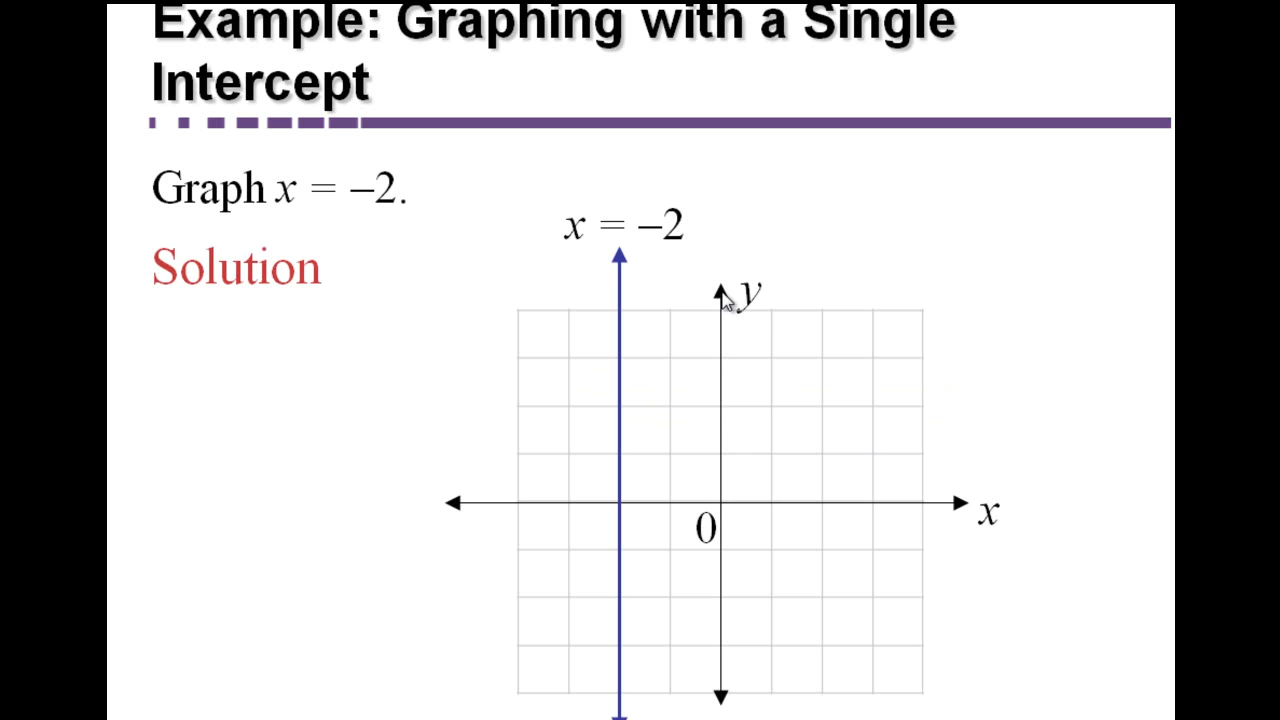 Example: Graphing with a Single
Intercept
Graph x = –2.
x = –2
Solution
y
x
0